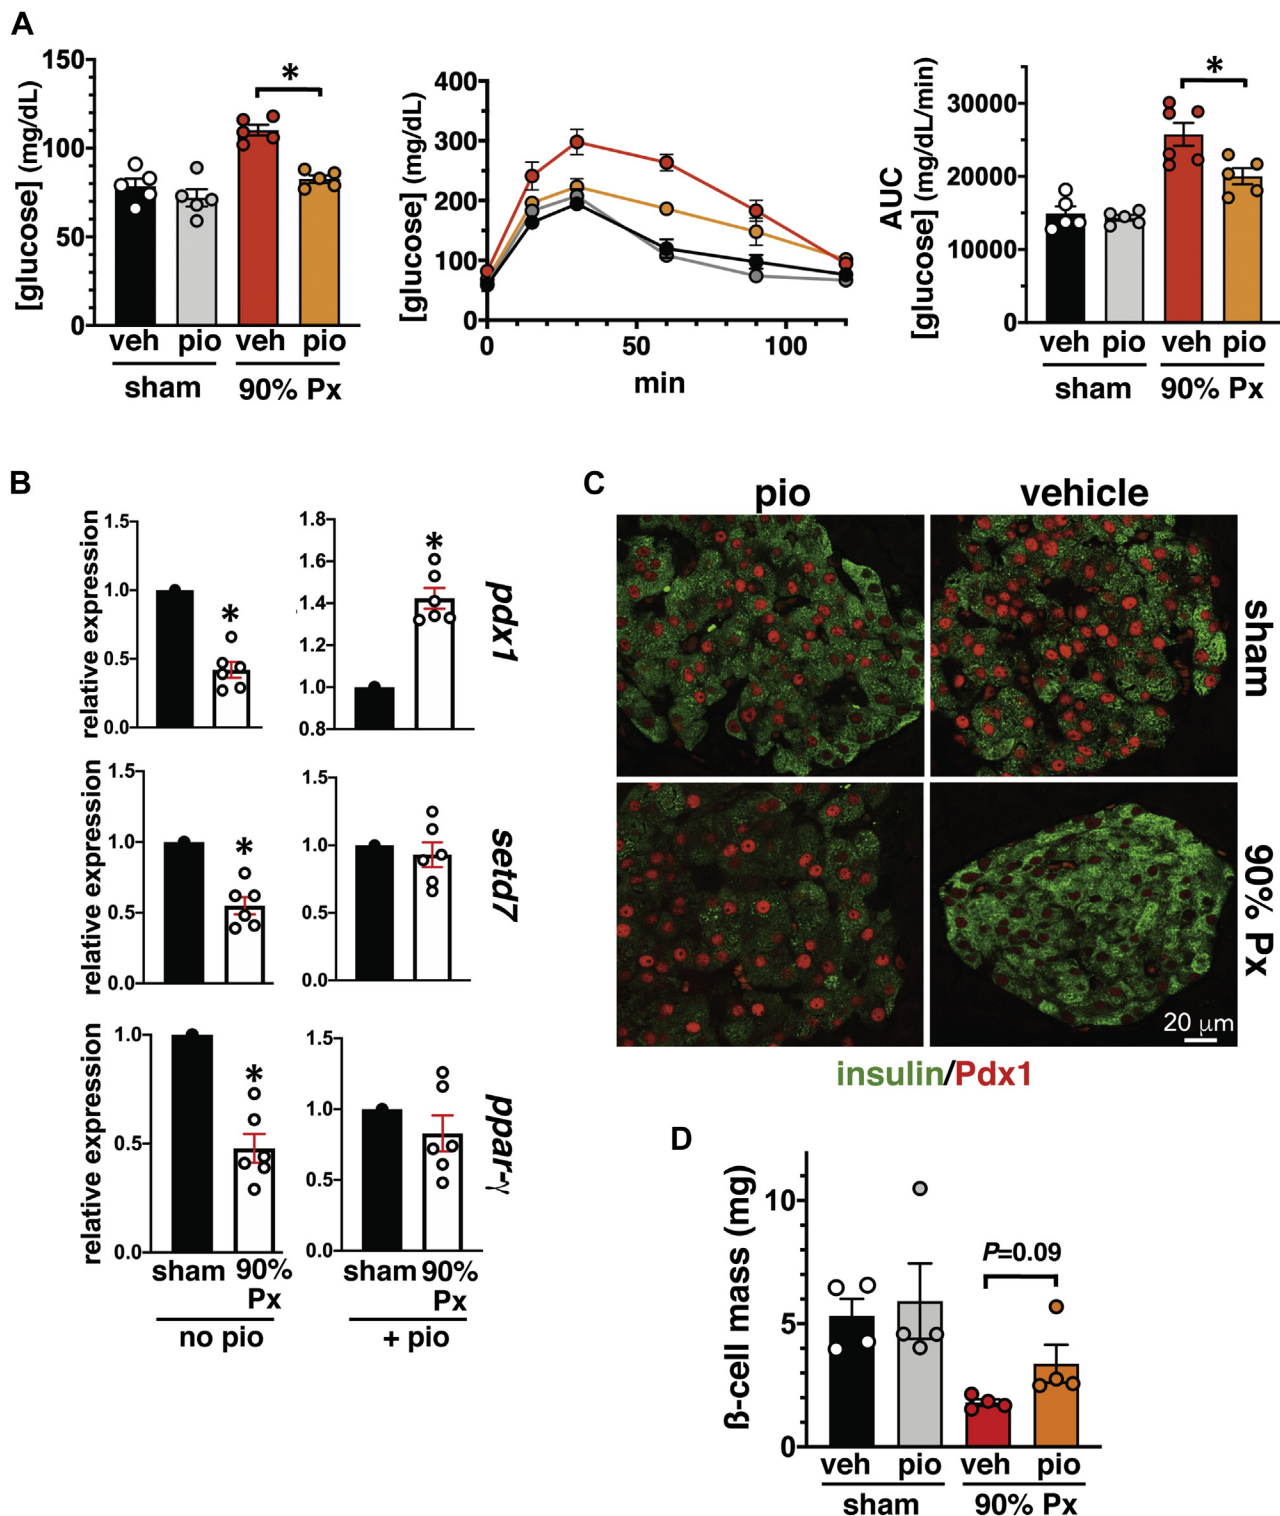 A
[glucose] (mg/dL)
150
100
50
0
*
veh pio veh pio
sham 90% Px
[glucose] (mg/dL)
400
300
200
100
0
0 50 100
min
AUC
[glucose] (mg/dL/min)
30000
20000
10000
0
*
veh pio veh pio
sham 90% Px
B
relative expression
1.5
1.0
0.5
0.0
*
1.8
1.6
1.4
1.2
1.0
0.8
*
pdx1
relative expression
1.5
1.0
0.5
0.0
*
1.5
1.0
0.5
0.0
setd7
relative expression
1.0
0.5
0.0
*
1.5
1.0
0.5
0.0
ppar-γ
sham 90% Px
no pio
sham 90% Px
+ pio
C
pio vehicle
sham
90% Px
20 µm
insulin/Pdx1
D
ß-cell mass (mg)
10
5
0
P=0.09
veh pio veh pio
sham 90% Px